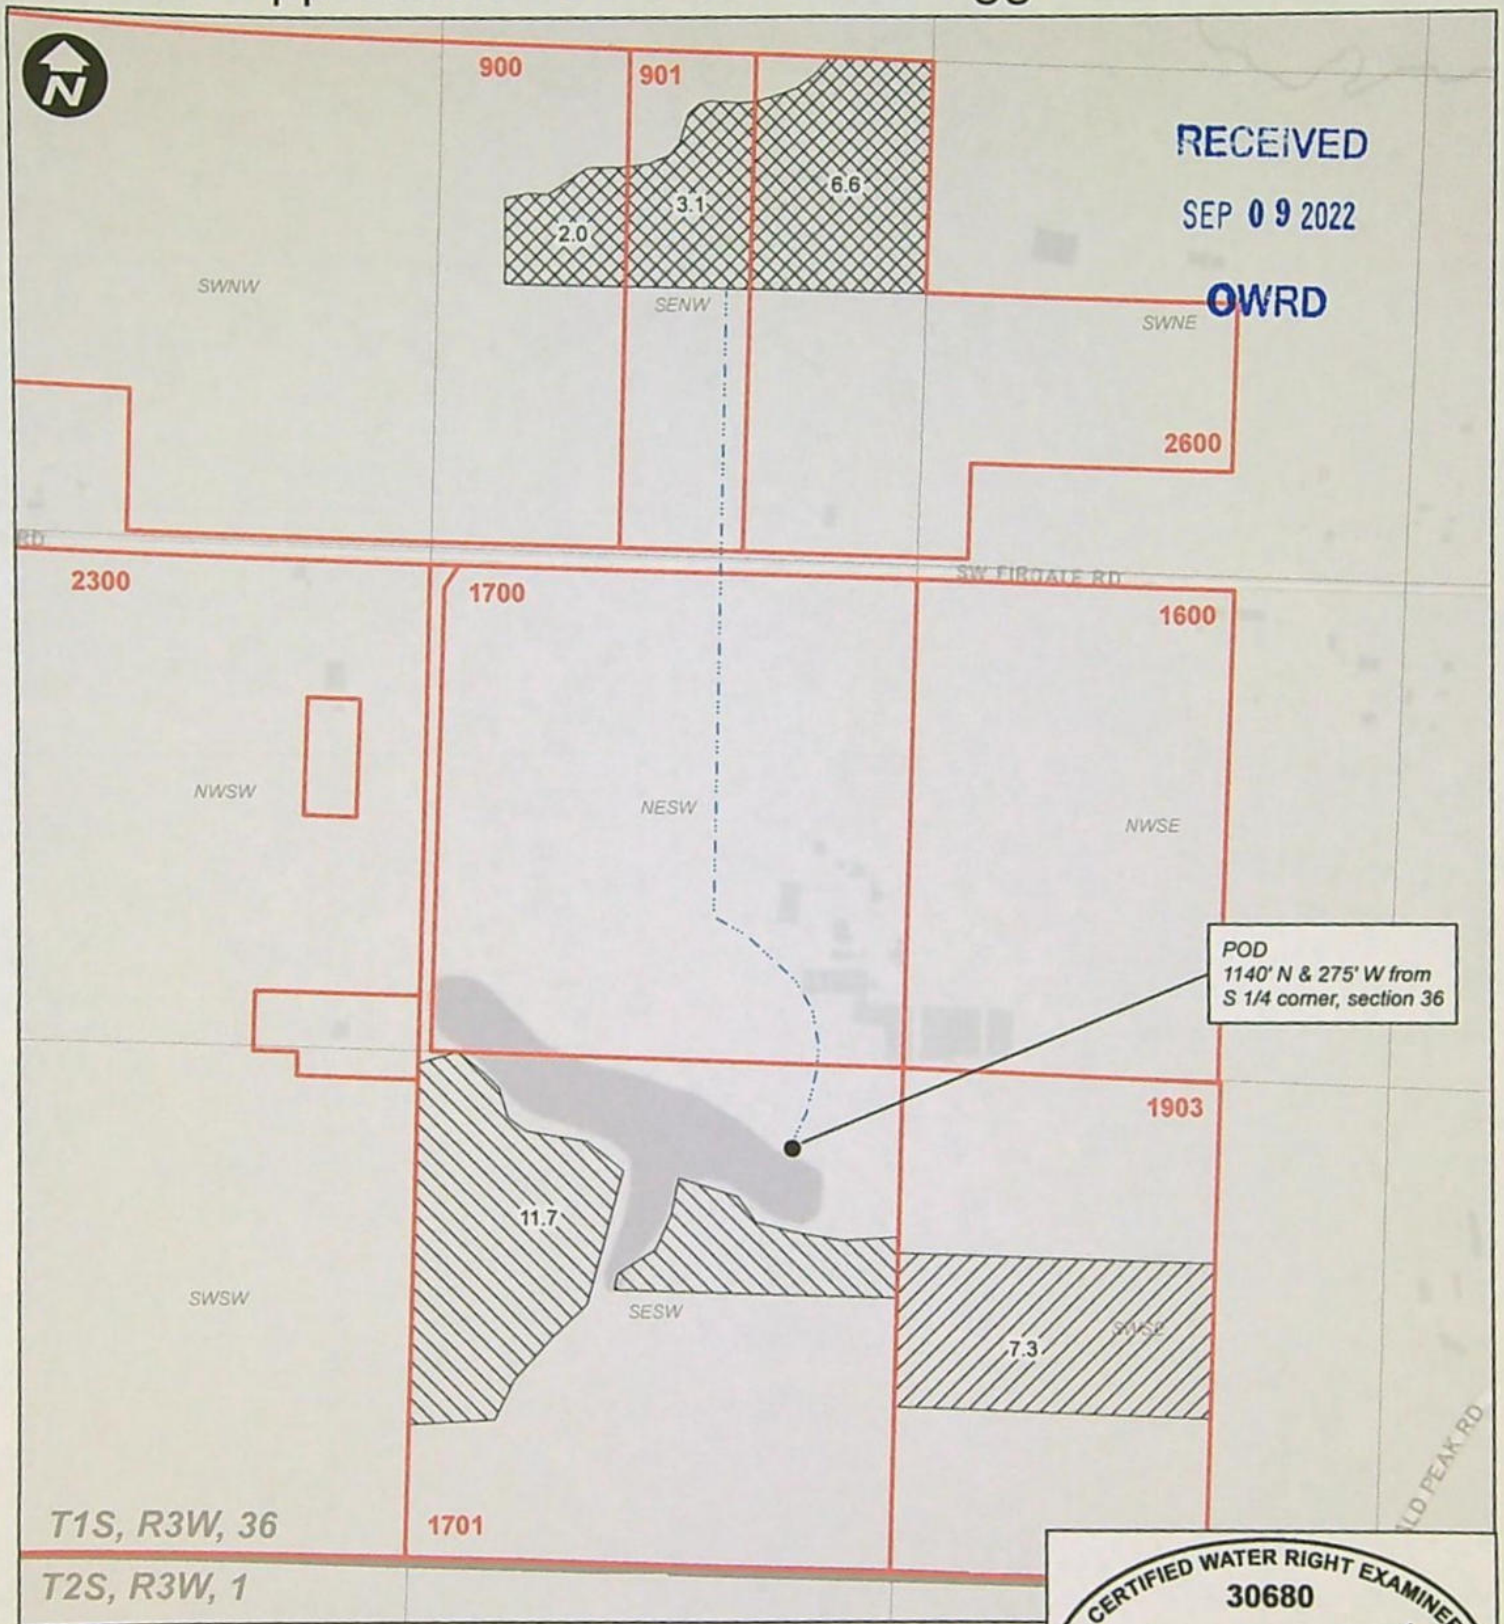 N
900
901
RECEIVED
SEP 09 2022
OWRD
6.6
3.1
2.0
SWNW
SENW
SWNE
2600
RD
SW FIRDALE RD
2300
1700
1600
NWSW
NESW
NWSE
POD
1140' N & 275' W from
S 1/4 corner, section 36
1903
11.7
SWSW
SESW
SWSE
7.3
PEAK RD
T1S, R3W, 36
1701
T2S, R3W, 1
CERTIFIED WATER RIGHT
30680